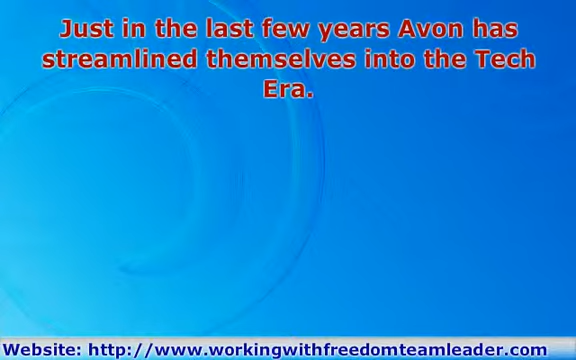 Just in the last few years Avon has
streamlined themselves into the Tech
Era.
Website: http://www.workingwithfreedomteamleader.com